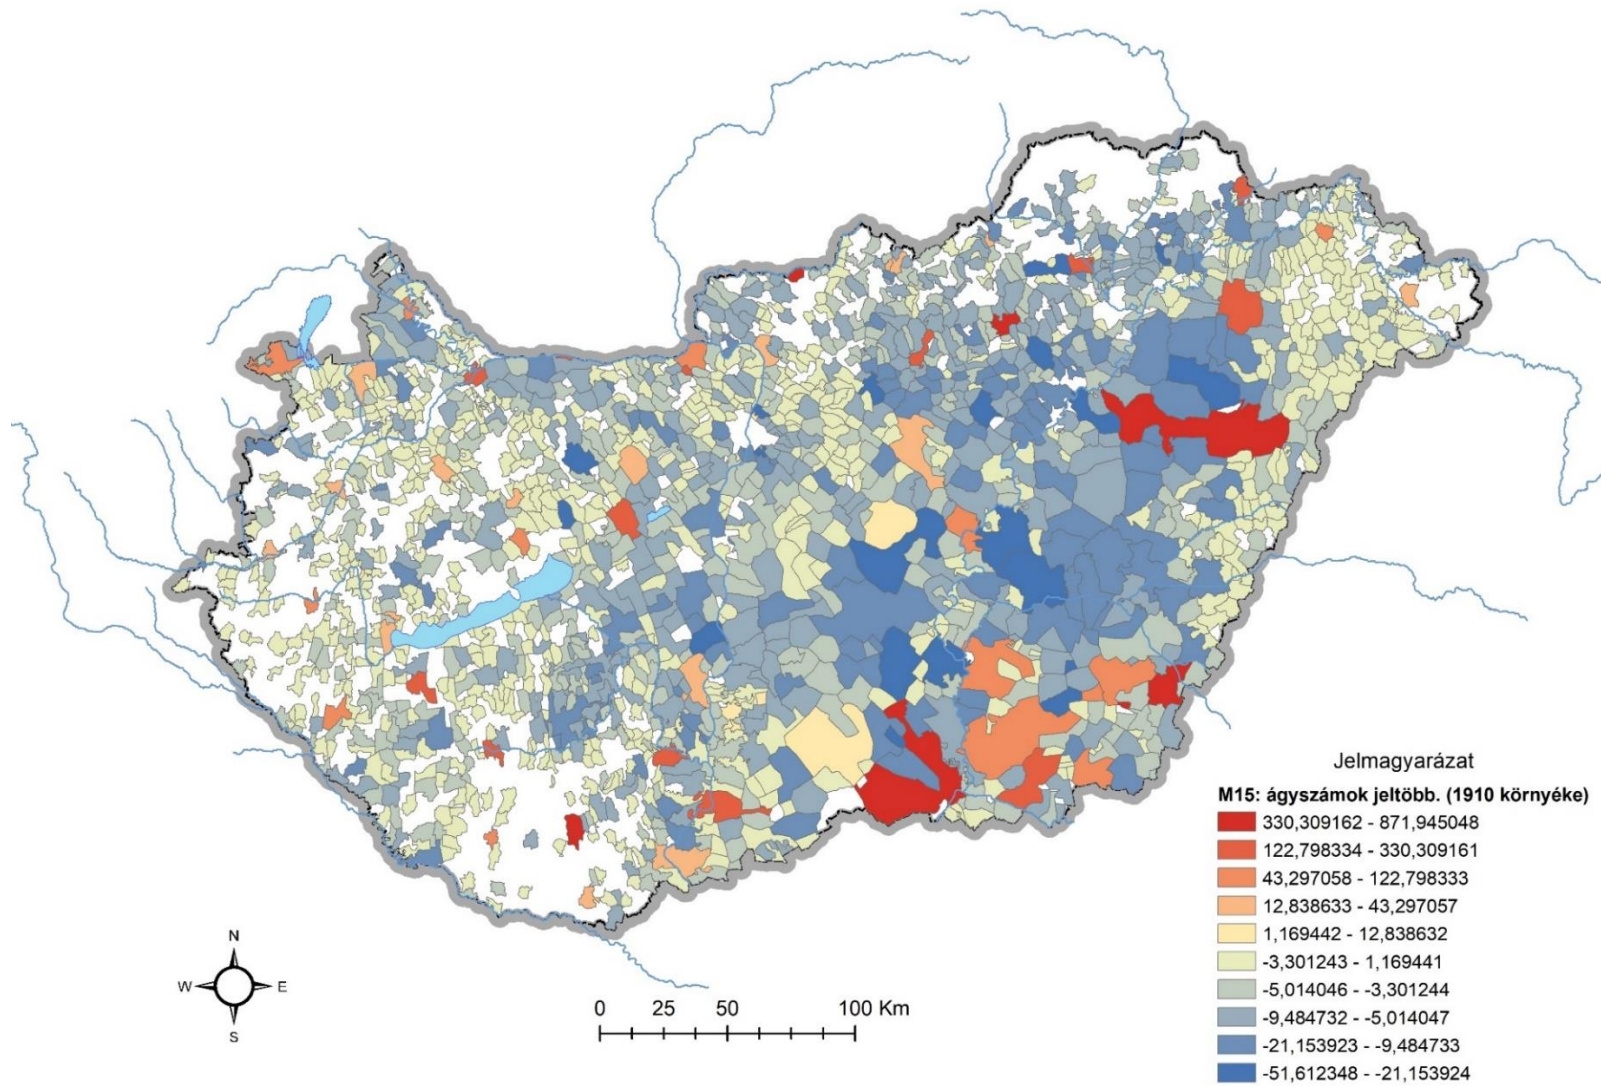 Jelmagyarázat
M15: ágyszámok jeltöbb. (1910 környéke)
330,309162 - 871,945048
122,798334 - 330,309161
43,297058 - 122,798333
12,838633 - 43,297057
1,169442 - 12,838632
-3,301243 - 1,169441
-5,014046 - -3,301244
-9,484732 - -5,014047
-21,153923 - -9,484733
-51,612348 - -21,153924
N
W E
S
0 25 50 100 Km